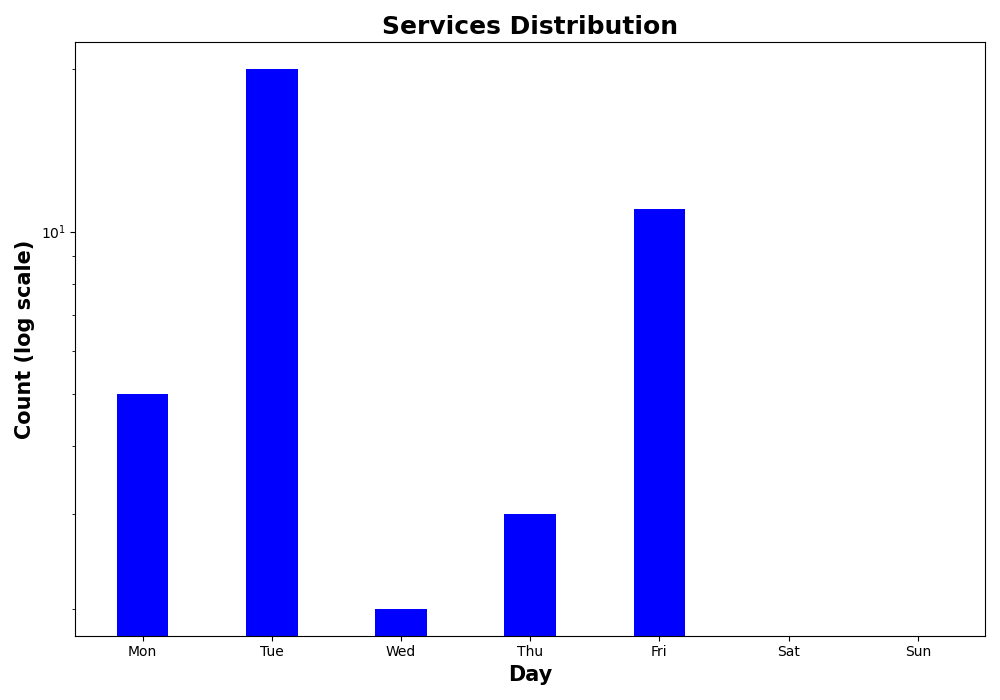 Services Distribution
Count (log scale)
10¹
Mon Tue Wed Thu Fri Sat Sun
Day